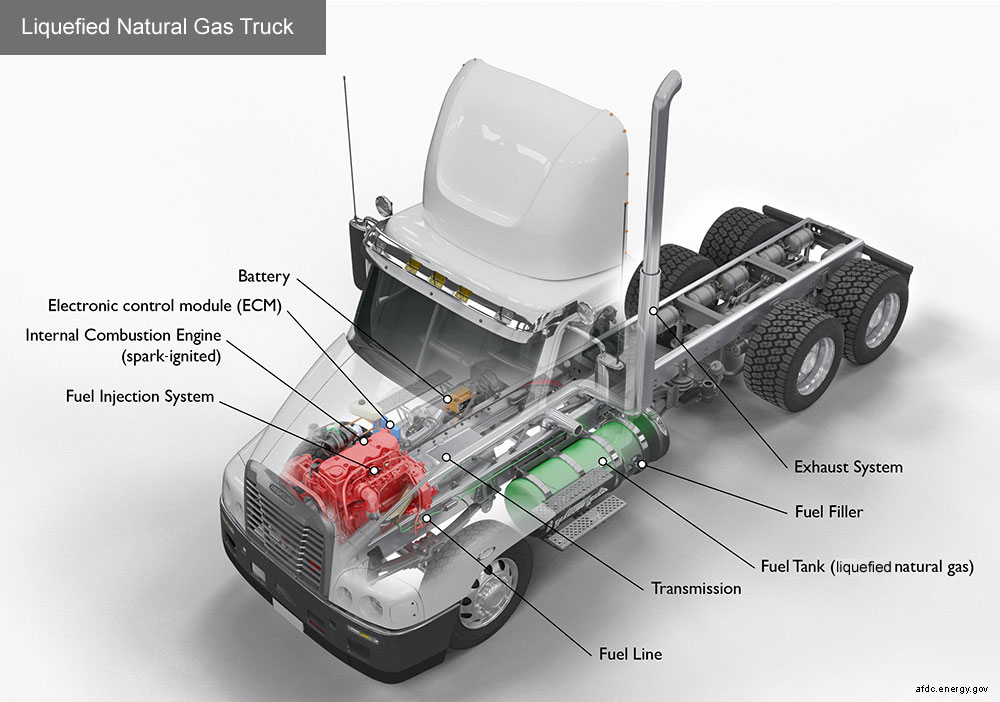 Liquefied Natural Gas Truck
Battery
Electronic control module (ECM)
Internal Combustion Engine
(spark-ignited)
Fuel Injection System
Exhaust System
Fuel Filler
Fuel Tank (liquefied natural gas)
Transmission
Fuel Line
afdc.energy.gov